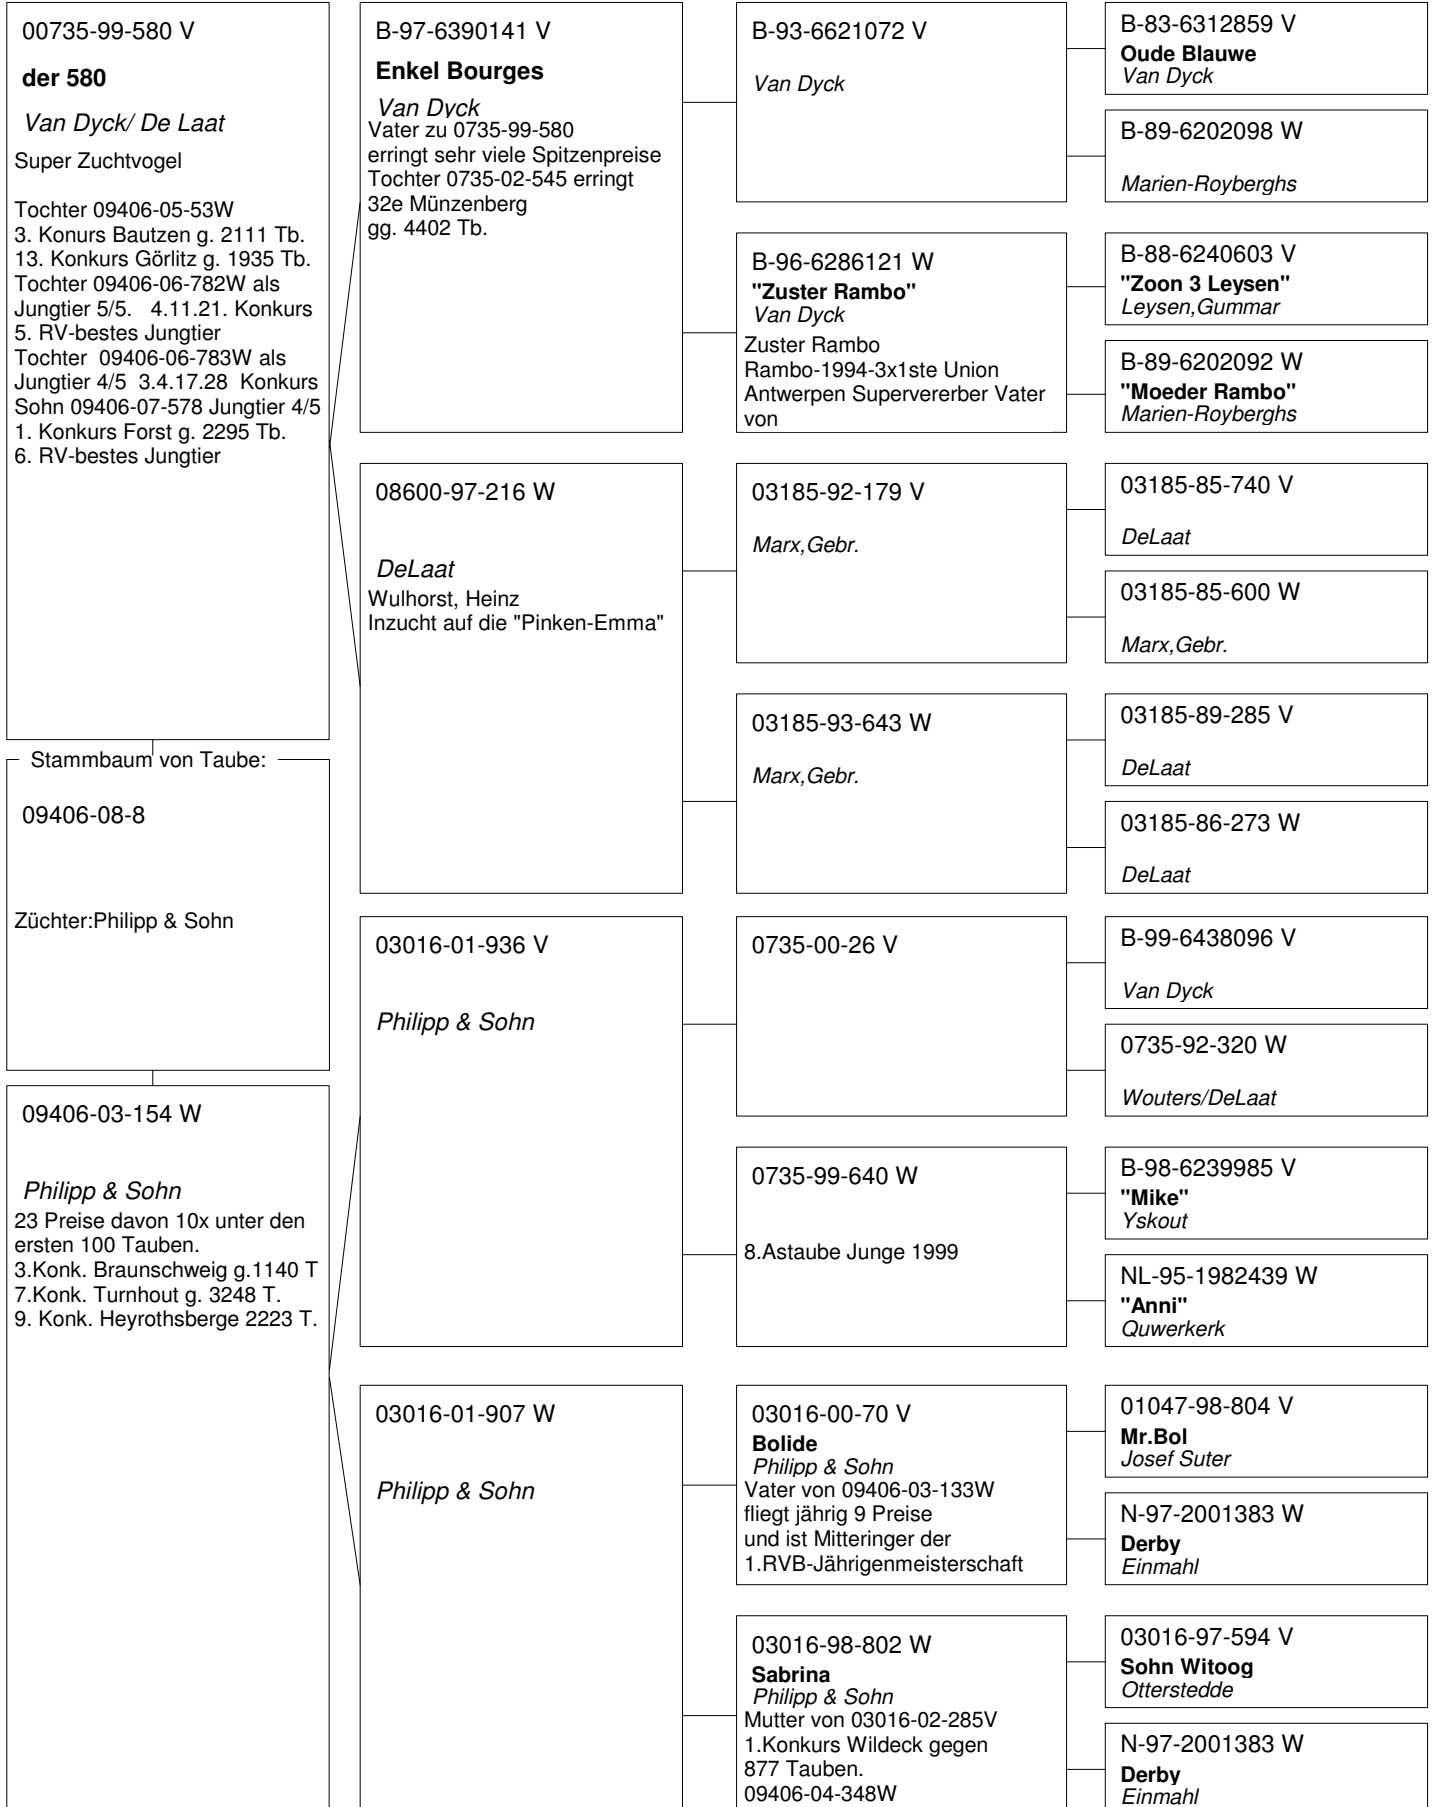 00735-99-580 V
der 580
Van Dyck/ De Laat
Super Zuchtvogel
Tochter 09406-05-53W
3. Konurs Bautzen g. 2111 Tb.
13. Konkurs Görlitz g. 1935 Tb.
Tochter 09406-06-782W als
Jungtier 5/5.   4.11.21. Konkurs
5. RV-bestes Jungtier
Tochter  09406-06-783W als
Jungtier 4/5  3.4.17.28  Konkurs
Sohn 09406-07-578 Jungtier 4/5
1. Konkurs Forst g. 2295 Tb.
6. RV-bestes Jungtier
Stammbaum von Taube:
09406-08-8
Züchter:Philipp & Sohn
09406-03-154 W
Philipp & Sohn
23 Preise davon 10x unter den
ersten 100 Tauben.
3.Konk. Braunschweig g.1140 T
7.Konk. Turnhout g. 3248 T.
9. Konk. Heyrothsberge 2223 T.
B-97-6390141 V
Enkel Bourges
Van Dyck
Vater zu 0735-99-580
erringt sehr viele Spitzenpreise
Tochter 0735-02-545 erringt
32e Münzenberg
gg. 4402 Tb.
08600-97-216 W
DeLaat
Wulhorst, Heinz
Inzucht auf die "Pinken-Emma"
03016-01-936 V
Philipp & Sohn
03016-01-907 W
Philipp & Sohn
B-93-6621072 V
Van Dyck
B-96-6286121 W
"Zuster Rambo"
Van Dyck
Zuster Rambo
Rambo-1994-3x1ste Union
Antwerpen Supervererber Vater
von
03185-92-179 V
Marx,Gebr.
03185-93-643 W
Marx,Gebr.
0735-00-26 V
0735-99-640 W
8.Astaube Junge 1999
03016-00-70 V
Bolide
Philipp & Sohn
Vater von 09406-03-133W
fliegt jährig 9 Preise
und ist Mitteringer der
1.RVB-Jährigenmeisterschaft
03016-98-802 W
Sabrina
Philipp & Sohn
Mutter von 03016-02-285V
1.Konkurs Wildeck gegen
877 Tauben.
09406-04-348W
B-83-6312859 V
Oude Blauwe
Van Dyck
B-89-6202098 W
Marien-Royberghs
B-88-6240603 V
"Zoon 3 Leysen"
Leysen,Gummar
B-89-6202092 W
"Moeder Rambo"
Marien-Royberghs
03185-85-740 V
DeLaat
03185-85-600 W
Marx,Gebr.
03185-89-285 V
DeLaat
03185-86-273 W
DeLaat
B-99-6438096 V
Van Dyck
0735-92-320 W
Wouters/DeLaat
B-98-6239985 V
"Mike"
Yskout
NL-95-1982439 W
"Anni"
Quwerkerk
01047-98-804 V
Mr.Bol
Josef Suter
N-97-2001383 W
Derby
Einmahl
03016-97-594 V
Sohn Witoog
Otterstedde
N-97-2001383 W
Derby
Einmahl